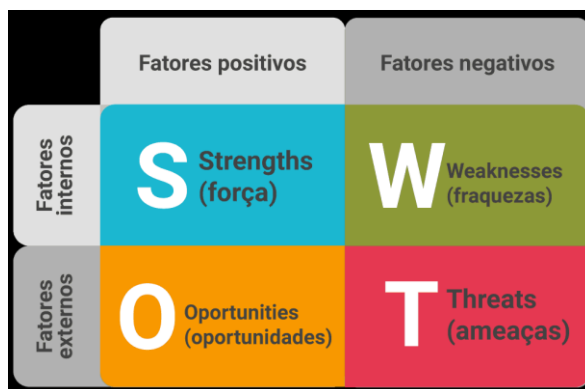 Fatores positivos
Fatores negativos
Fatores
internos
S
Strengths
(força)
W
Weaknesses
(fraquezas)
Fatores
externos
O
Oportunities
(oportunidades)
T
Threats
(ameaças)